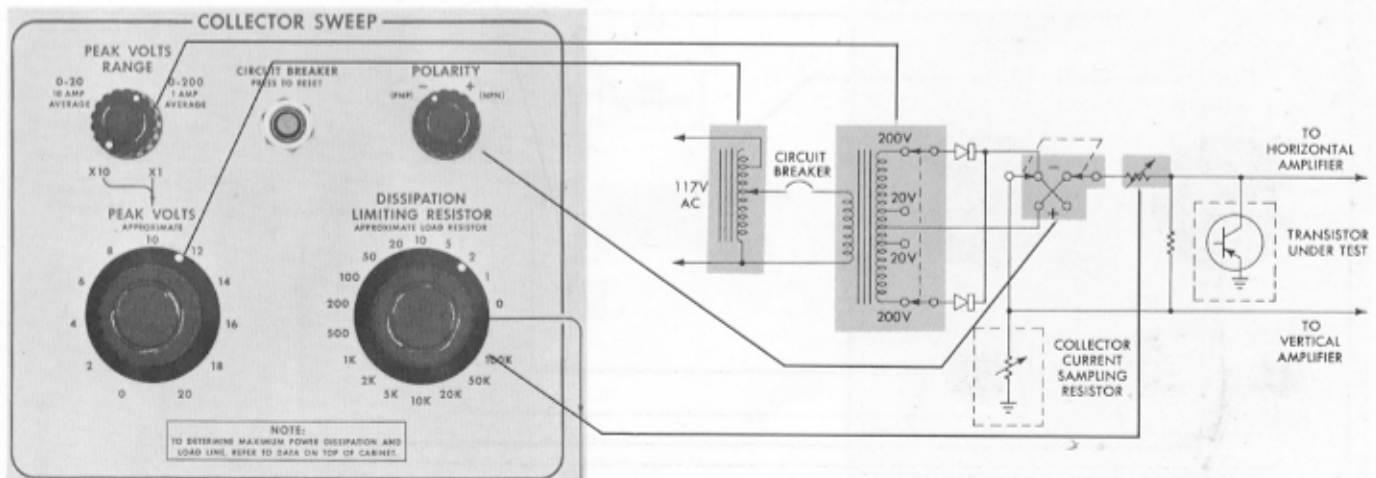 COLLECTOR SWEEP
PEAK VOLTS
RANGE
0-20
10 AMP
AVERAGE
0-200
1 AMP
AVERAGE
X10
X1
CIRCUIT BREAKER
PRESS TO RESET
POLARITY
−
+
(PNP)
(NPN)
PEAK VOLTS
APPROXIMATE
0
2
4
6
8
10
12
14
16
18
20
DISSIPATION
LIMITING RESISTOR
APPROXIMATE LOAD RESISTOR
0
1
2
5
10
20
50
100
200
500
1K
2K
5K
10K
20K
50K
100K
NOTE:
TO DETERMINE MAXIMUM POWER DISSIPATION AND
LOAD LINE, REFER TO DATA ON TOP OF CABINET.
117V
AC
CIRCUIT
BREAKER
200V
20V
20V
200V
−
+
TO
HORIZONTAL
AMPLIFIER
TRANSISTOR
UNDER TEST
TO
VERTICAL
AMPLIFIER
COLLECTOR
CURRENT
SAMPLING
RESISTOR